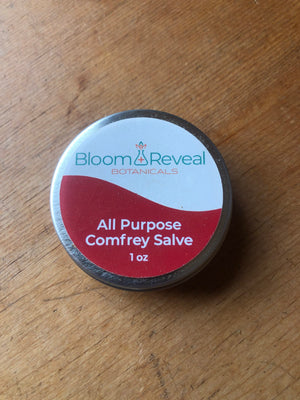 Bloom Reveal
BOTANICALS
All Purpose
Comfrey Salve
1 oz